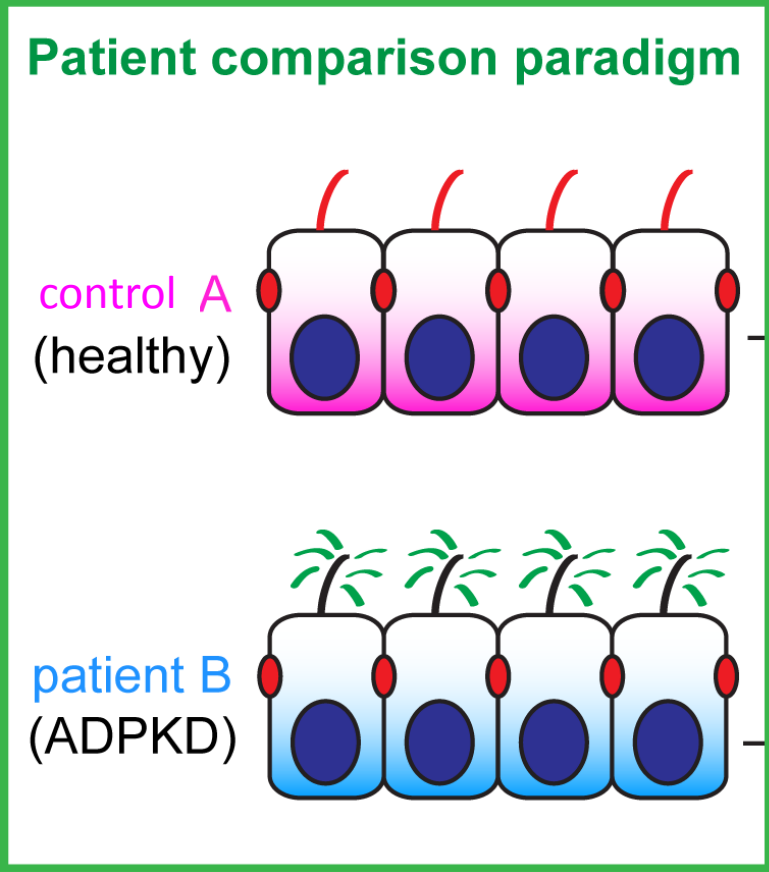 Patient comparison paradigm
control A
(healthy)
patient B
(ADPKD)